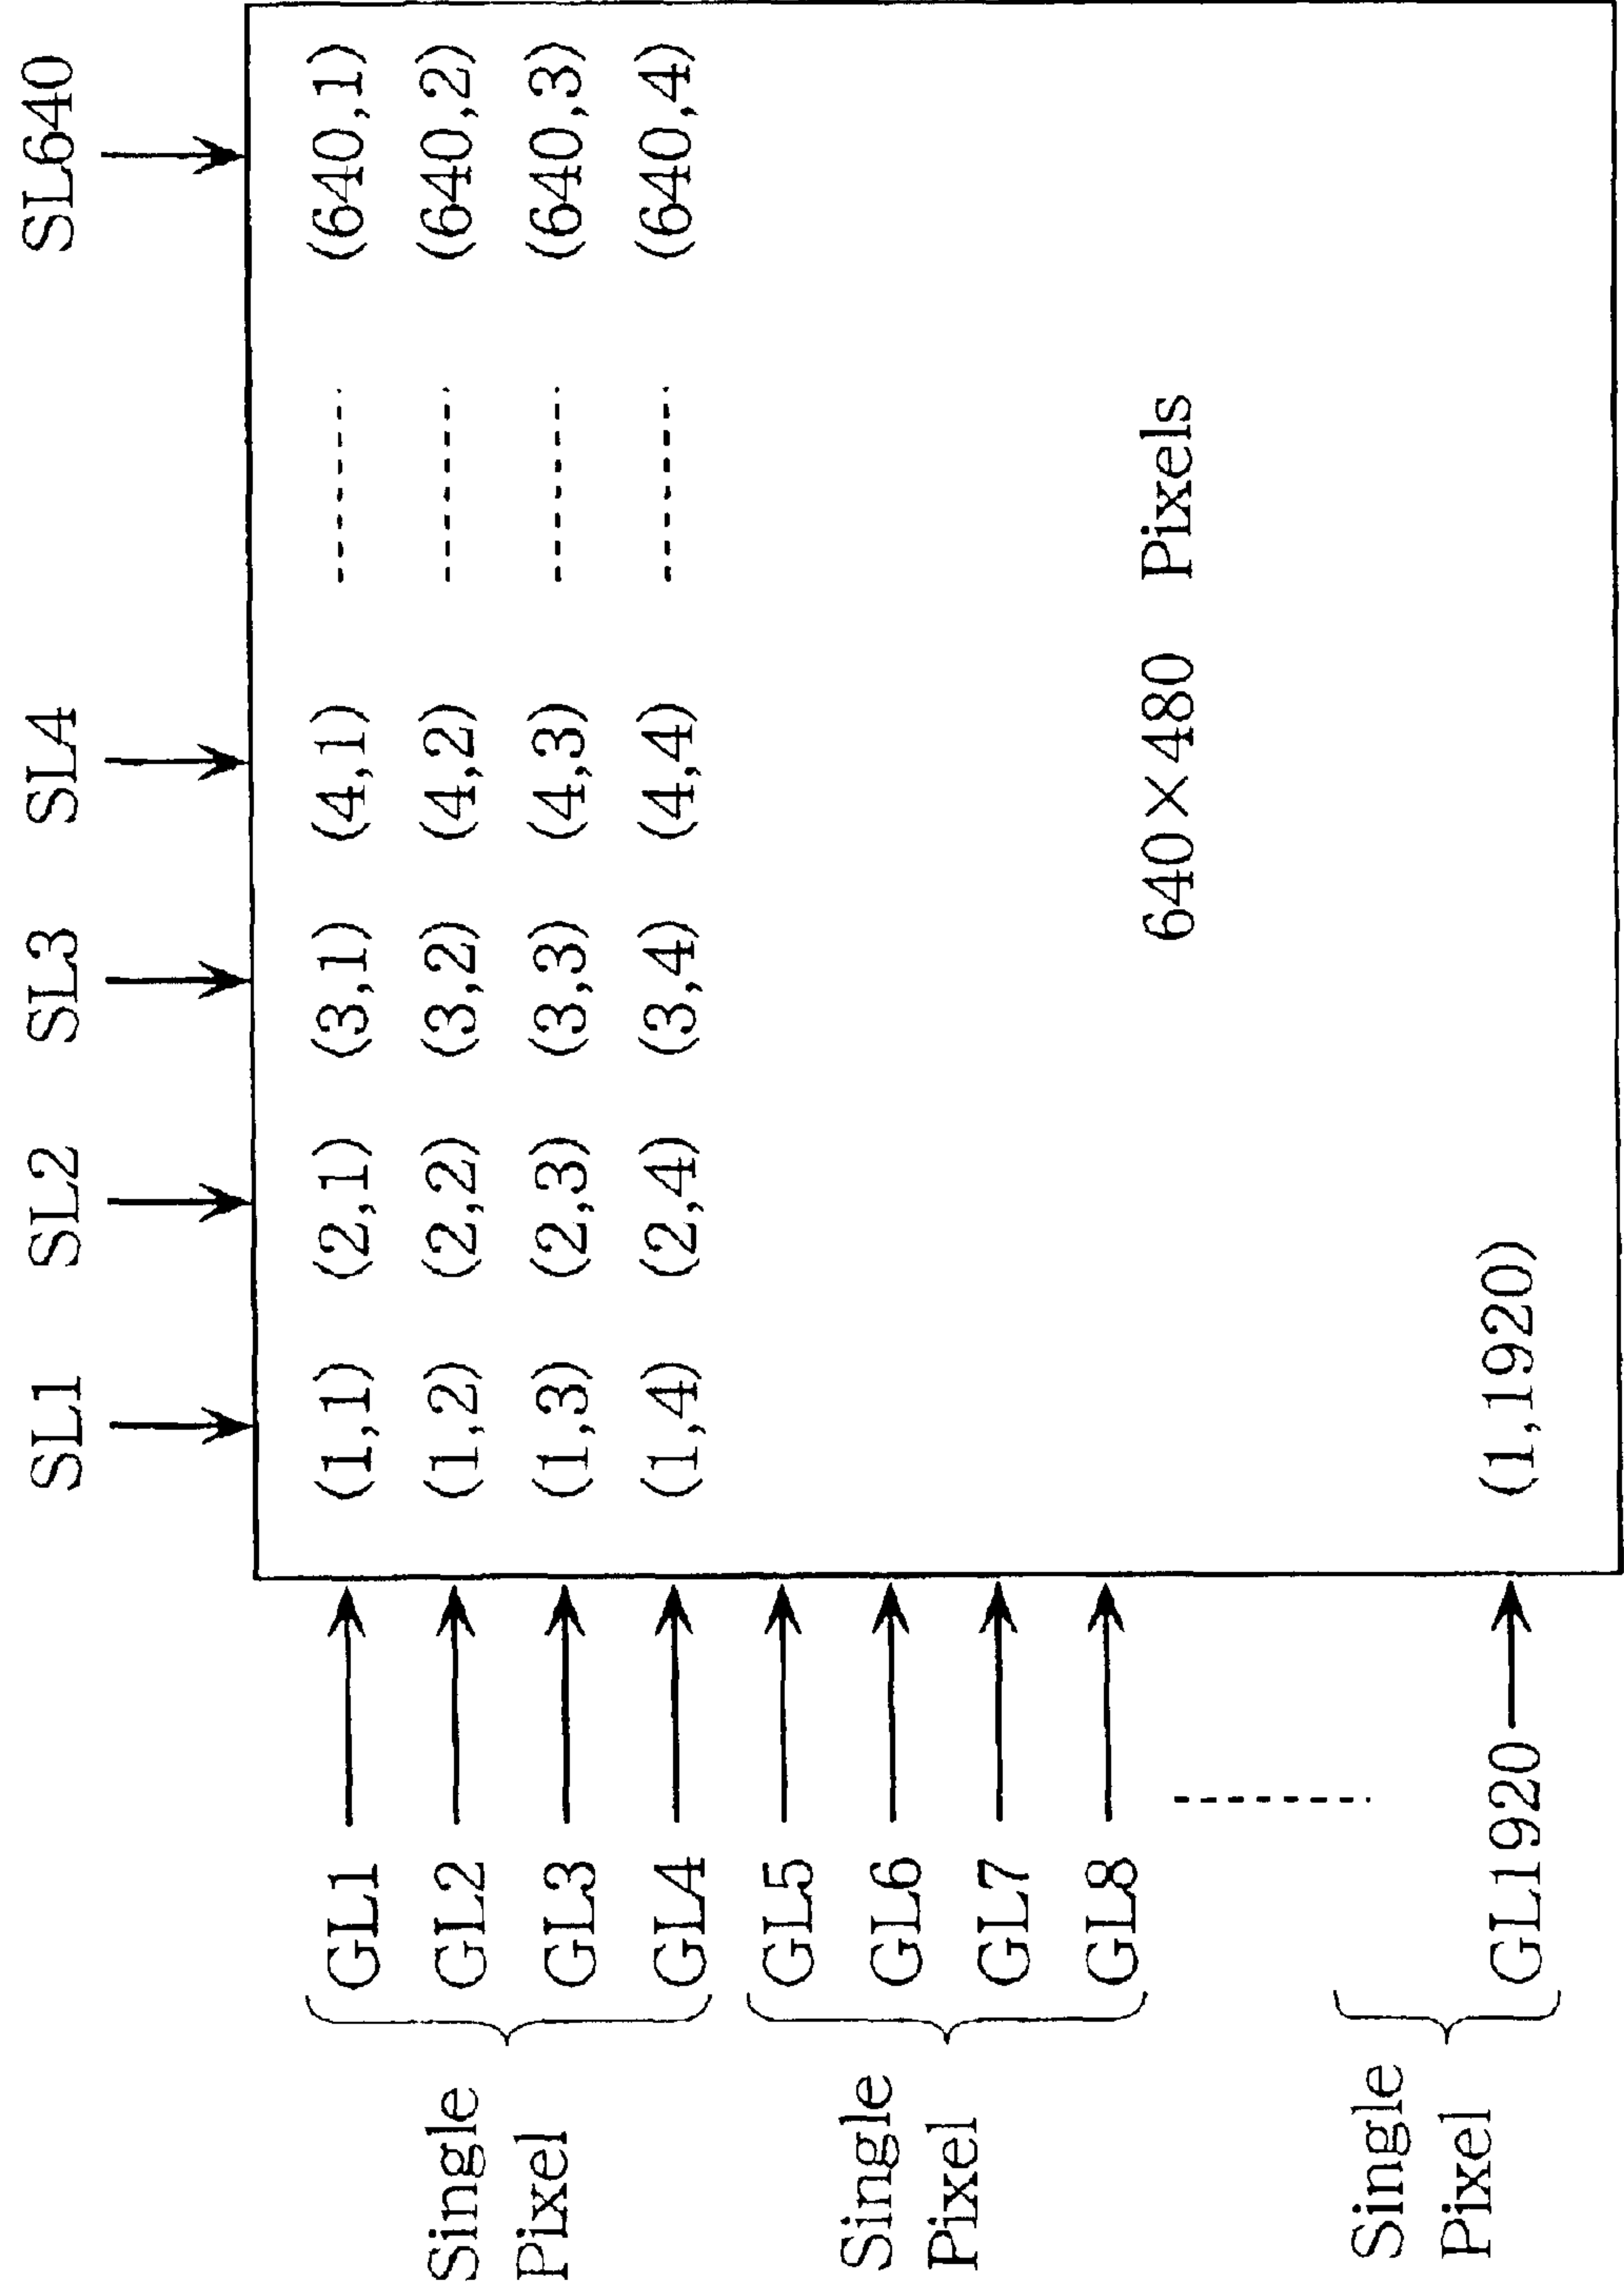 SL1 SL2 SL3 SL4 SL640
GL1 (1,1) (2,1) (3,1) (4,1) (640,1)
GL2 (1,2) (2,2) (3,2) (4,2) (640,2)
GL3 (1,3) (2,3) (3,3) (4,3) (640,3)
GL4 (1,4) (2,4) (3,4) (4,4) (640,4)
Single
Pixel
GL5
GL6
GL7
GL8
Single
Pixel
640×480 Pixels
GL1920 (1,1920)
Single
Pixel